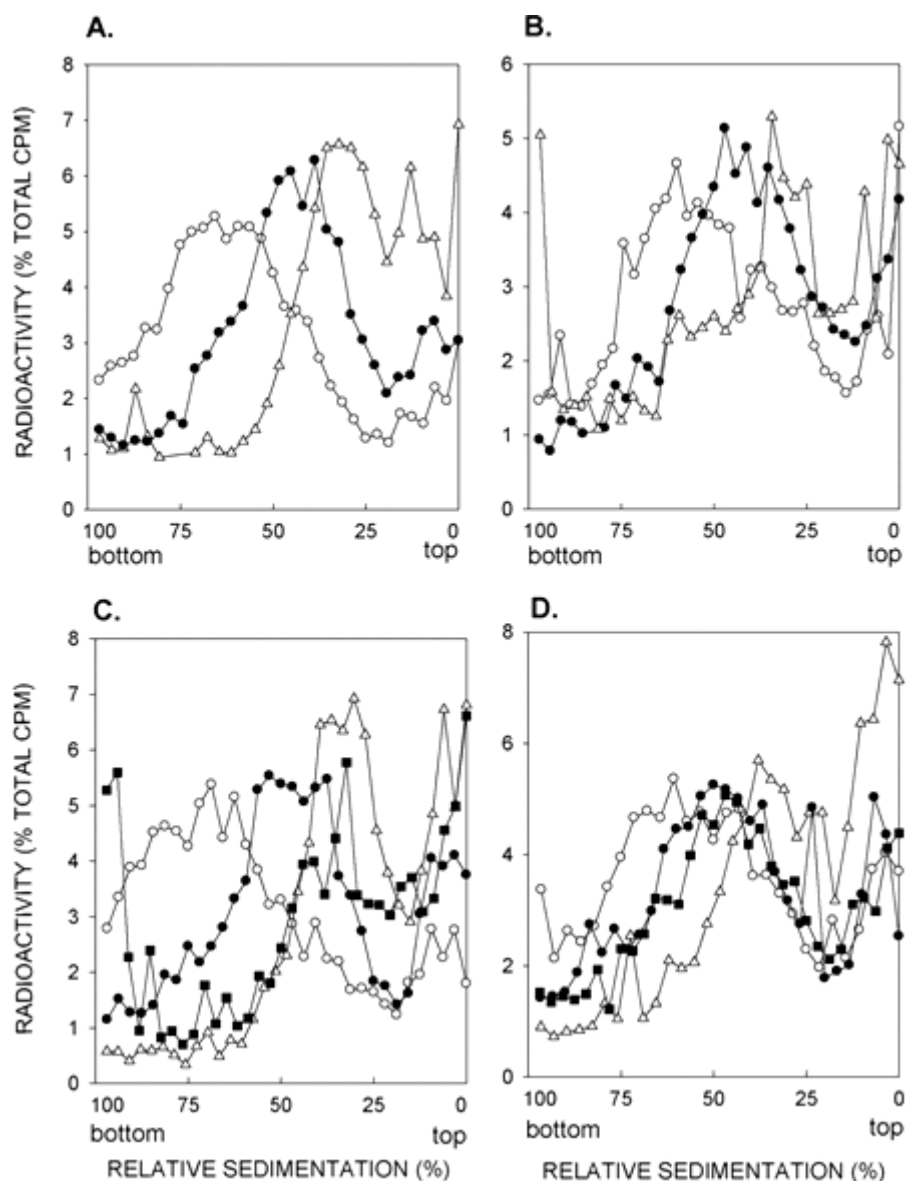 A.
B.
8
7
6
5
4
3
2
1
0
RADIOACTIVITY (% TOTAL CPM)
6
5
4
3
2
1
0
100 75 50 25 0
bottom top
100 75 50 25 0
bottom top
C.
D.
8
7
6
5
4
3
2
1
0
RADIOACTIVITY (% TOTAL CPM)
8
6
4
2
0
100 75 50 25 0
bottom top
RELATIVE SEDIMENTATION (%)
100 75 50 25 0
bottom top
RELATIVE SEDIMENTATION (%)